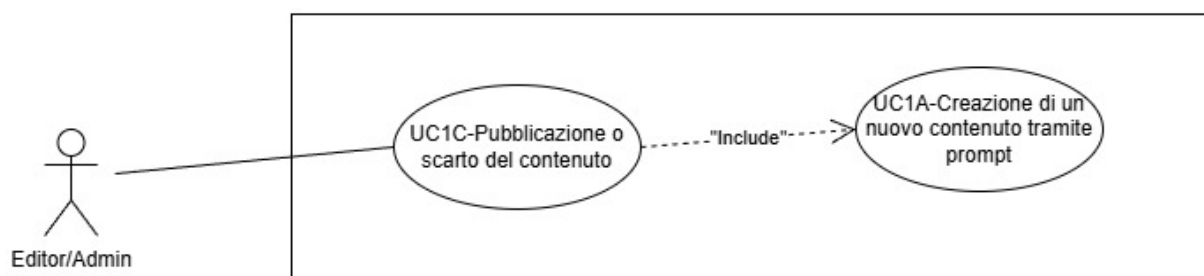 UC1C-Pubblicazione o
scarto del contenuto
"Include"
UC1A-Creazione di un
nuovo contenuto tramite
prompt
Editor/Admin